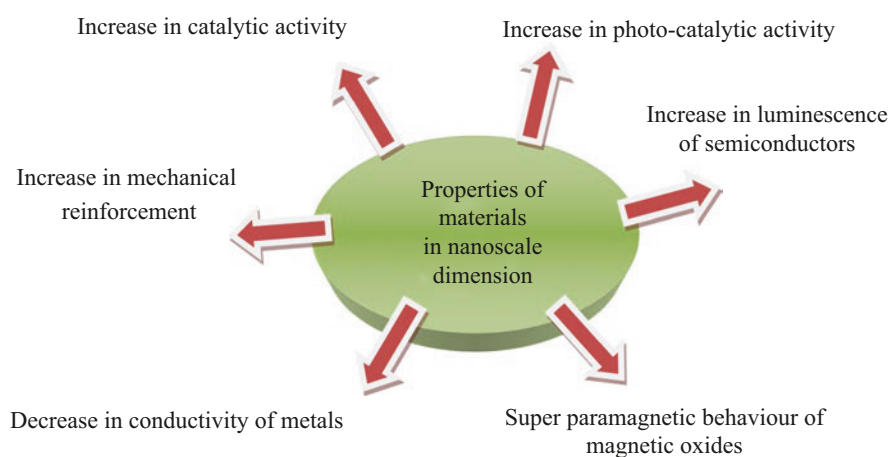 Increase in catalytic activity
Increase in photo-catalytic activity
Increase in luminescence
of semiconductors
Increase in mechanical
reinforcement
Properties of
materials
in nanoscale
dimension
Decrease in conductivity of metals
Super paramagnetic behaviour of
magnetic oxides